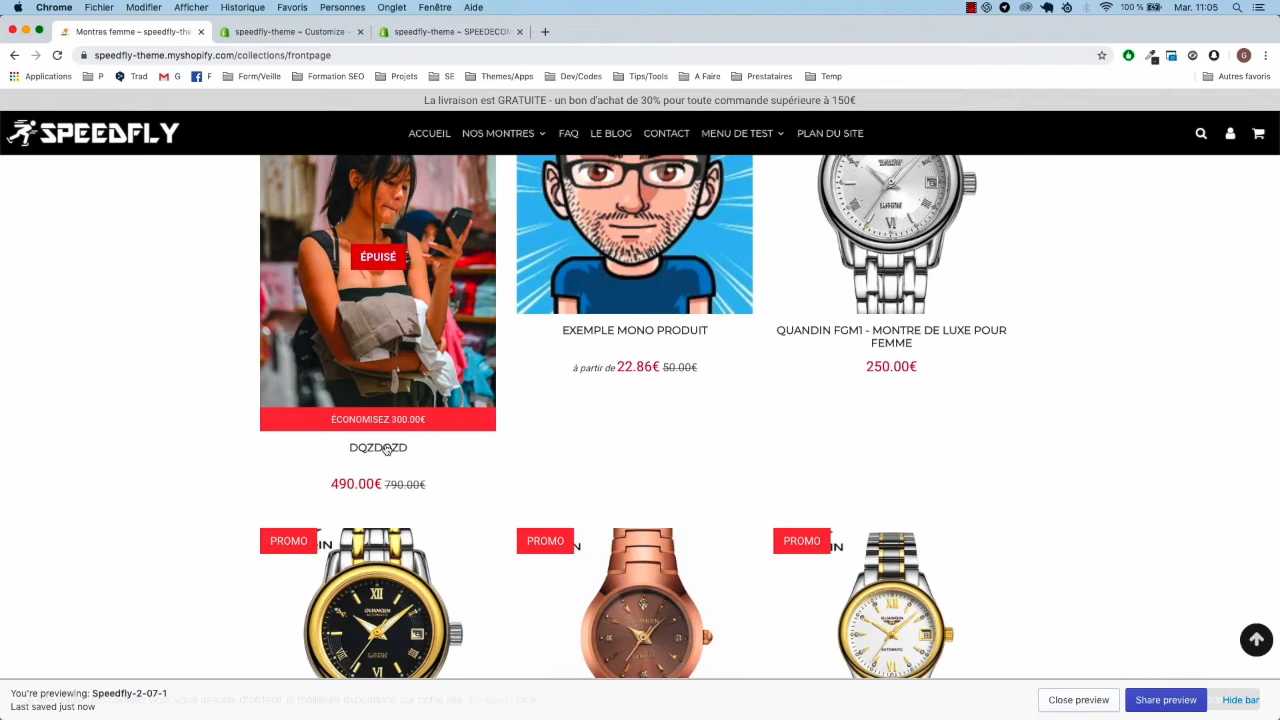 Chrome Fichier Modifier Afficher Historique Favoris Personnes Onglet Fenêtre Aide 100 % Mar. 11:05
Montres femme – speedfly-the × speedfly-theme ~ Customize - × speedfly-theme ~ SPEEDECOM × +
speedfly-theme.myshopify.com/collections/frontpage G
Applications P Trad G F Form/Veille Formation SEO Projets SE Themes/Apps Dev/Codes Tips/Tools A Faire Prestataires Temp Autres favoris
La livraison est GRATUITE - un bon d'achat de 30% pour toute commande supérieure à 150€
SPEEDFLY ACCUEIL NOS MONTRES FAQ LE BLOG CONTACT MENU DE TEST PLAN DU SITE
ÉPUISÉ
EXEMPLE MONO PRODUIT
à partir de 22.86€ 50.00€
QUANDIN FGM1 - MONTRE DE LUXE POUR
FEMME
250.00€
ÉCONOMISEZ 300.00€
490.00€ 790.00€
PROMO IN
PROMO N
PROMO IN
GUANQIN
AUTOMATIC
You're previewing: Speedfly-2-07-1
Last saved just now
Close preview Share preview Hide bar